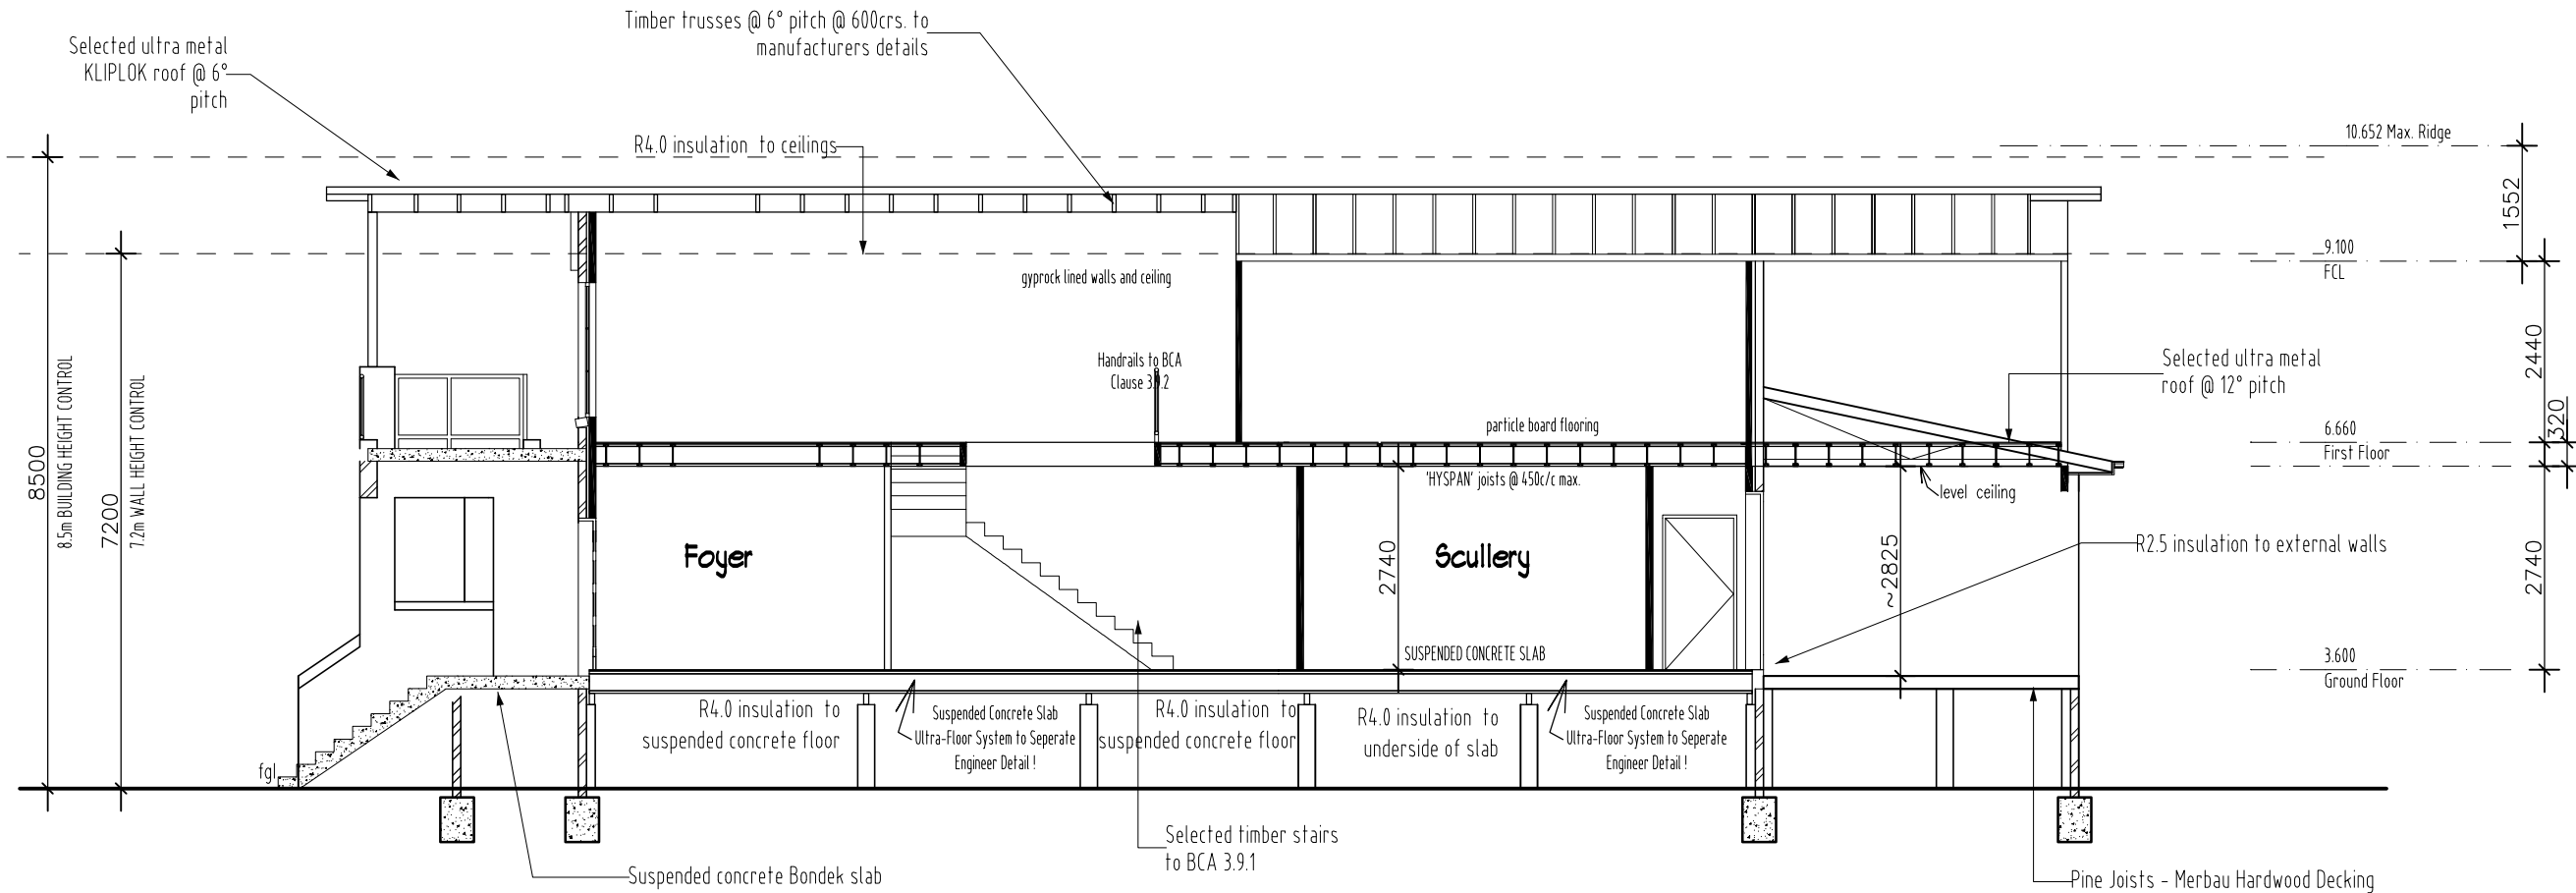 Timber trusses @ 6° pitch @ 600crs. to
manufacturers details
Selected ultra metal
KLIPLOK roof @ 6°
pitch
R4.0 insulation to ceilings
10.652 Max. Ridge
1552
9.100
FCL
gyprock lined walls and ceiling
2440
Handrails to BCA
Clause 3.9.2
Selected ultra metal
roof @ 12° pitch
particle board flooring
6.660
First Floor
320
'HYSPAN' joists @ 450c/c max.
level ceiling
8500
8.5m BUILDING HEIGHT CONTROL
7200
7.2m WALL HEIGHT CONTROL
Foyer
2740
Scullery
~2825
R2.5 insulation to external walls
2740
SUSPENDED CONCRETE SLAB
3.600
Ground Floor
R4.0 insulation to
suspended concrete floor
Suspended Concrete Slab
Ultra-Floor System to Seperate
Engineer Detail !
R4.0 insulation to
suspended concrete floor
R4.0 insulation to
underside of slab
Suspended Concrete Slab
Ultra-Floor System to Seperate
Engineer Detail !
fgl
Selected timber stairs
to BCA 3.9.1
Suspended concrete Bondek slab
Pine Joists - Merbau Hardwood Decking